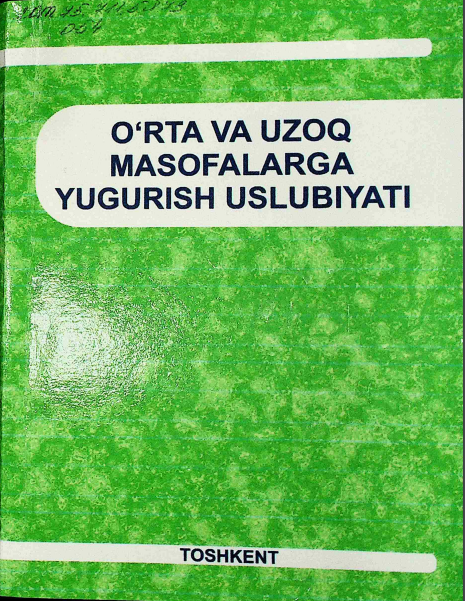 O‘RTA VA UZOQ
MASOFALARGA
YUGURISH USLUBIYATI
TOSHKENT